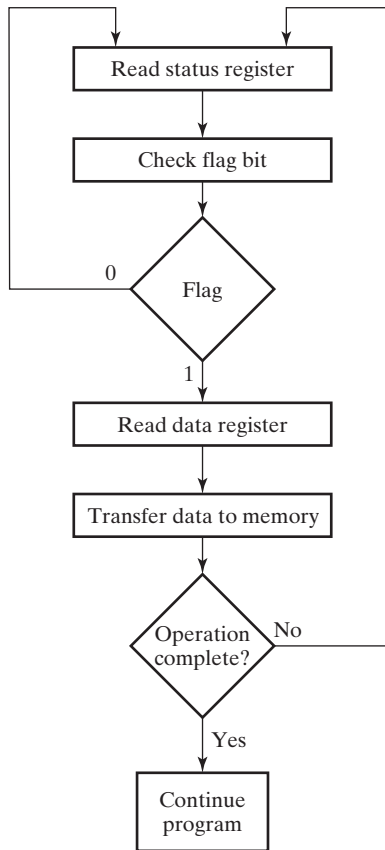 Read status register
Check flag bit
0
Flag
1
Read data register
Transfer data to memory
Operation
complete?
No
Yes
Continue
program